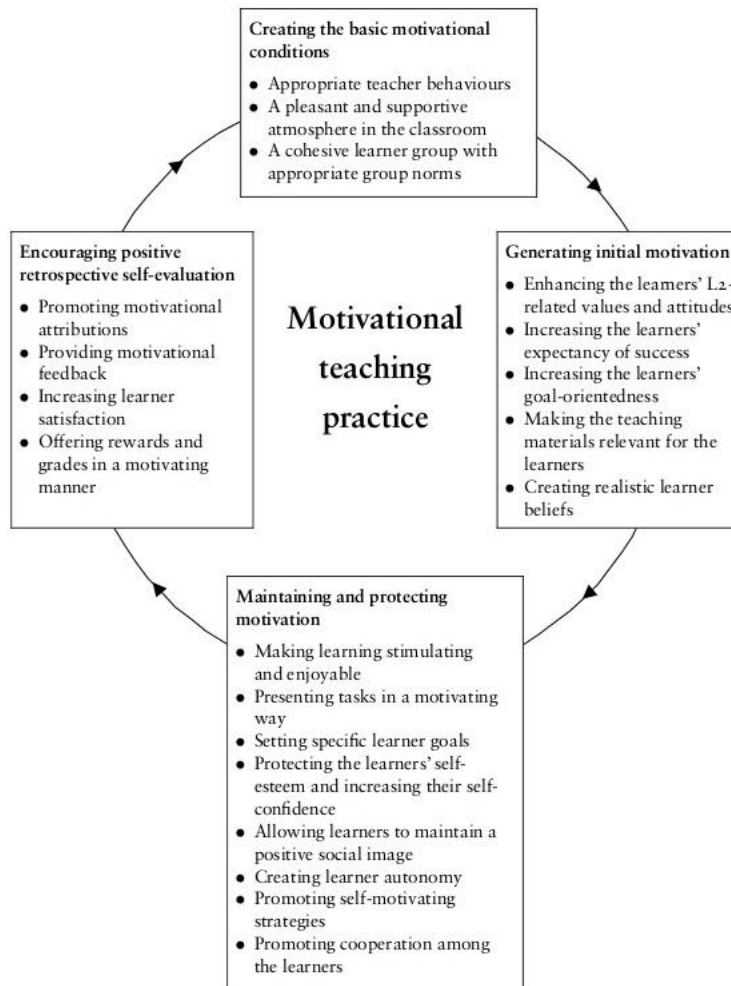 Creating the basic motivational
conditions
● Appropriate teacher behaviours
● A pleasant and supportive
atmosphere in the classroom
● A cohesive learner group with
appropriate group norms
Generating initial motivation
● Enhancing the learners’ L2-
related values and attitudes
● Increasing the learners’
expectancy of success
● Increasing the learners’
goal-orientedness
● Making the teaching
materials relevant for the
learners
● Creating realistic learner
beliefs
Maintaining and protecting
motivation
● Making learning stimulating
and enjoyable
● Presenting tasks in a motivating
way
● Setting specific learner goals
● Protecting the learners’ self-
esteem and increasing their self-
confidence
● Allowing learners to maintain a
positive social image
● Creating learner autonomy
● Promoting self-motivating
strategies
● Promoting cooperation among
the learners
Encouraging positive
retrospective self-evaluation
● Promoting motivational
attributions
● Providing motivational
feedback
● Increasing learner
satisfaction
● Offering rewards and
grades in a motivating
manner
Motivational
teaching
practice